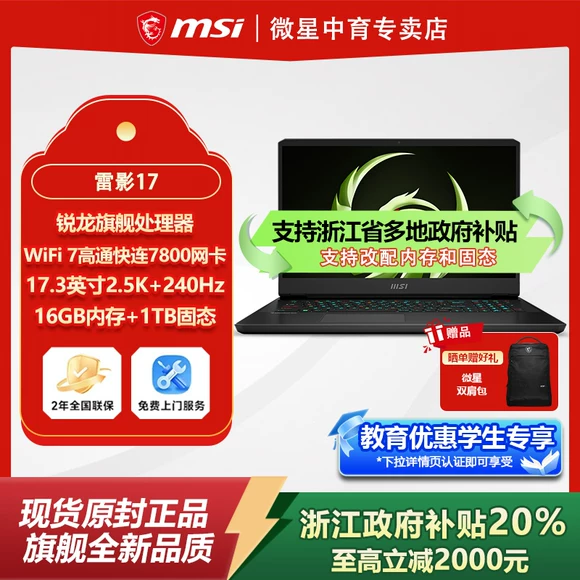 msi 微星中育专卖店
雷影17
锐龙旗舰处理器
WiFi 7高通快连7800网卡
17.3英寸2.5K+240Hz
16GB内存+1TB固态
2年全国联保
免费上门服务
支持浙江省多地政府补贴
支持改配内存和固态
msi
赠品
晒单赠好礼
微星
双肩包
教育优惠学生专享
*下拉详情页认证即可享受
现货原封正品
旗舰全新品质
浙江政府补贴20%
至高立减2000元